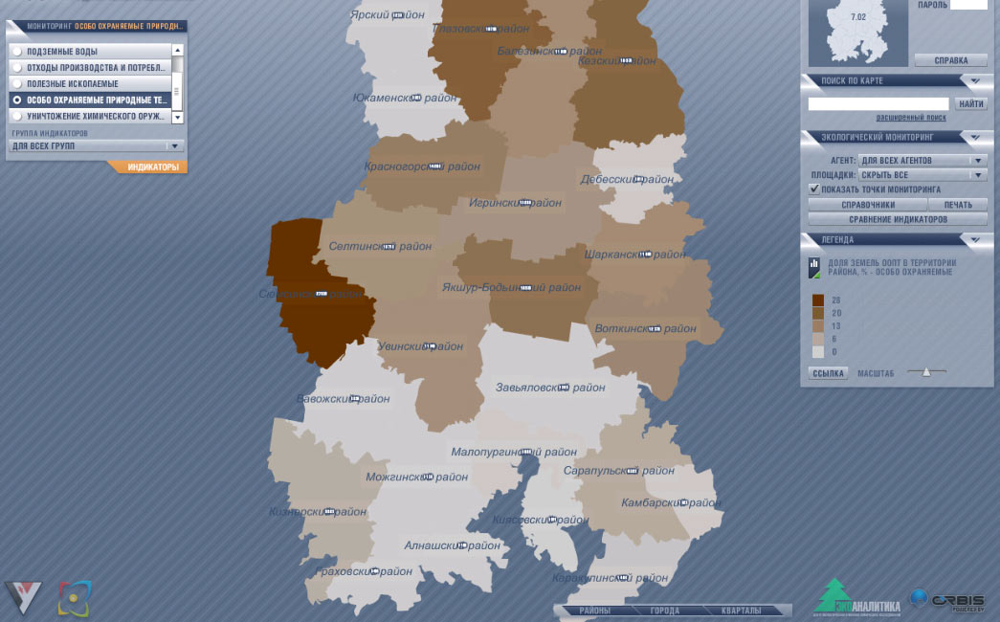 МОНИТОРИНГ ОСОБО ОХРАНЯЕМЫЕ ПРИРОДН...
ПОДЗЕМНЫЕ ВОДЫ
ОТХОДЫ ПРОИЗВОДСТВА И ПОТРЕБЛ...
ПОЛЕЗНЫЕ ИСКОПАЕМЫЕ
ОСОБО ОХРАНЯЕМЫЕ ПРИРОДНЫЕ ТЕ...
УНИЧТОЖЕНИЕ ХИМИЧЕСКОГО ОРУЖ...
ГРУППА ИНДИКАТОРОВ
ДЛЯ ВСЕХ ГРУПП
ИНДИКАТОРЫ
Ярский район
Глазовский район
Балезинский район
Кезский район
Юкаменский район
Красногорский район
Дебесский район
Игринский район
Селтинский район
Шарканский район
Сюмсинский район
Якшур-Бодьинский район
Воткинский район
Увинский район
Завьяловский район
Вавожский район
Малопургинский район
Можгинский район
Сарапульский район
Камбарский район
Кизнерский район
Киясовский район
Алнашский район
Граховский район
Каракулинский район
РАЙОНЫ
ГОРОДА
КВАРТАЛЫ
ПАРОЛЬ
7.02
СПРАВКА
ПОИСК ПО КАРТЕ
НАЙТИ
расширенный поиск
ЭКОЛОГИЧЕСКИЙ МОНИТОРИНГ
АГЕНТ: ДЛЯ ВСЕХ АГЕНТОВ
ПЛОЩАДКИ: СКРЫТЬ ВСЕ
ПОКАЗАТЬ ТОЧКИ МОНИТОРИНГА
СПРАВОЧНИКИ
ПЕЧАТЬ
СРАВНЕНИЕ ИНДИКАТОРОВ
ЛЕГЕНДА
ДОЛЯ ЗЕМЕЛЬ ООПТ В ТЕРРИТОРИИ
РАЙОНА, % - ОСОБО ОХРАНЯЕМЫЕ
26
20
13
6
0
ССЫЛКА
МАСШТАБ
ЭКОАНАЛИТИКА
ORBIS
POWERED BY